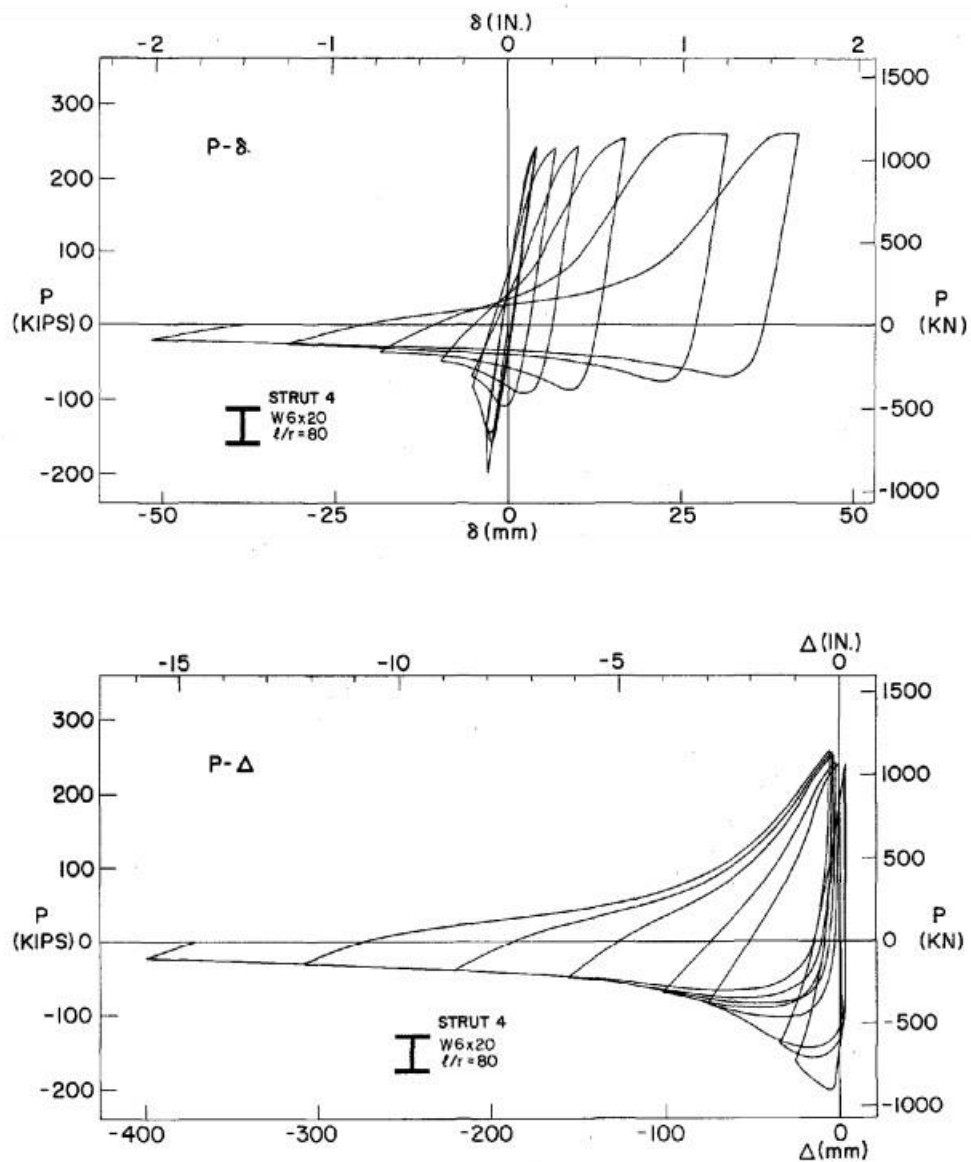 δ (IN.)
-2 -1 0 1 2
300
200
100
P
(KIPS) 0
-100
-200
P-δ.
1500
1000
500
P
0 (KN)
-500
-1000
STRUT 4
W6x20
ℓ/r=80
-50 -25 0 25 50
δ (mm)
Δ (IN.)
-15 -10 -5 0
300
200
100
P
(KIPS) 0
-100
-200
P-Δ
1500
1000
500
P
0 (KN)
-500
-1000
STRUT 4
W6x20
ℓ/r=80
-400 -300 -200 -100 0
Δ (mm)